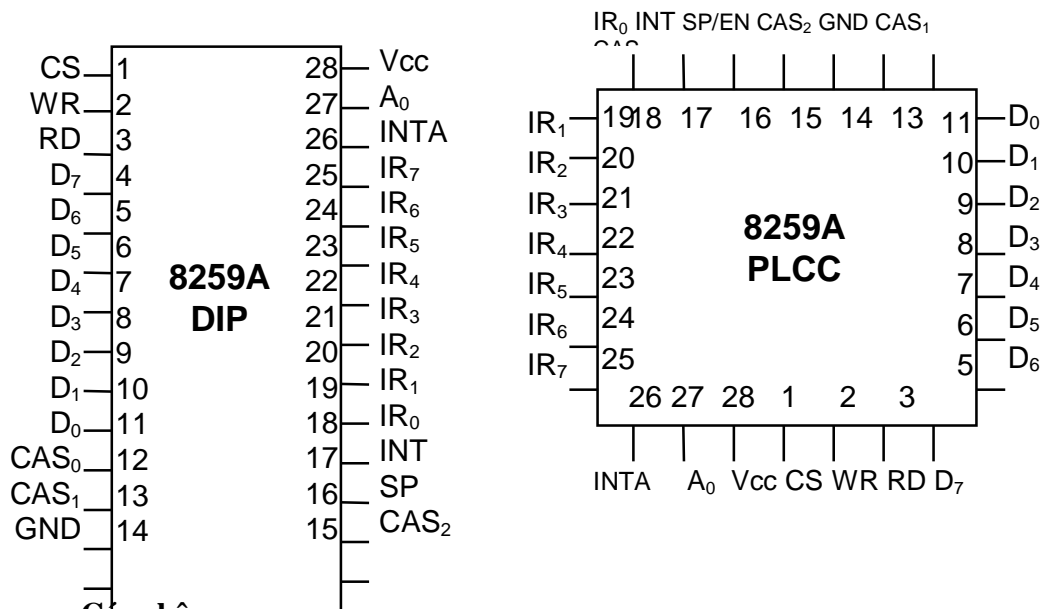 CS 1 28 Vcc
WR 2 27 A₀
RD 3 26 INTA
D₇ 4 25 IR₇
D₆ 5 24 IR₆
D₅ 6 23 IR₅
D₄ 7 22 IR₄
D₃ 8 21 IR₃
D₂ 9 20 IR₂
D₁ 10 19 IR₁
D₀ 11 18 IR₀
CAS₀ 12 17 INT
CAS₁ 13 16 SP
GND 14 15 CAS₂
8259A
DIP
IR₀ INT SP/EN CAS₂ GND CAS₁
19 18 17 16 15 14 13 11
IR₁ D₀
IR₂ 20 10 D₁
IR₃ 21 9 D₂
IR₄ 22 8 D₃
IR₅ 23 7 D₄
IR₆ 24 6 D₅
IR₇ 25 5 D₆
8259A
PLCC
26 27 28 1 2 3
INTA A₀ Vcc CS WR RD D₇